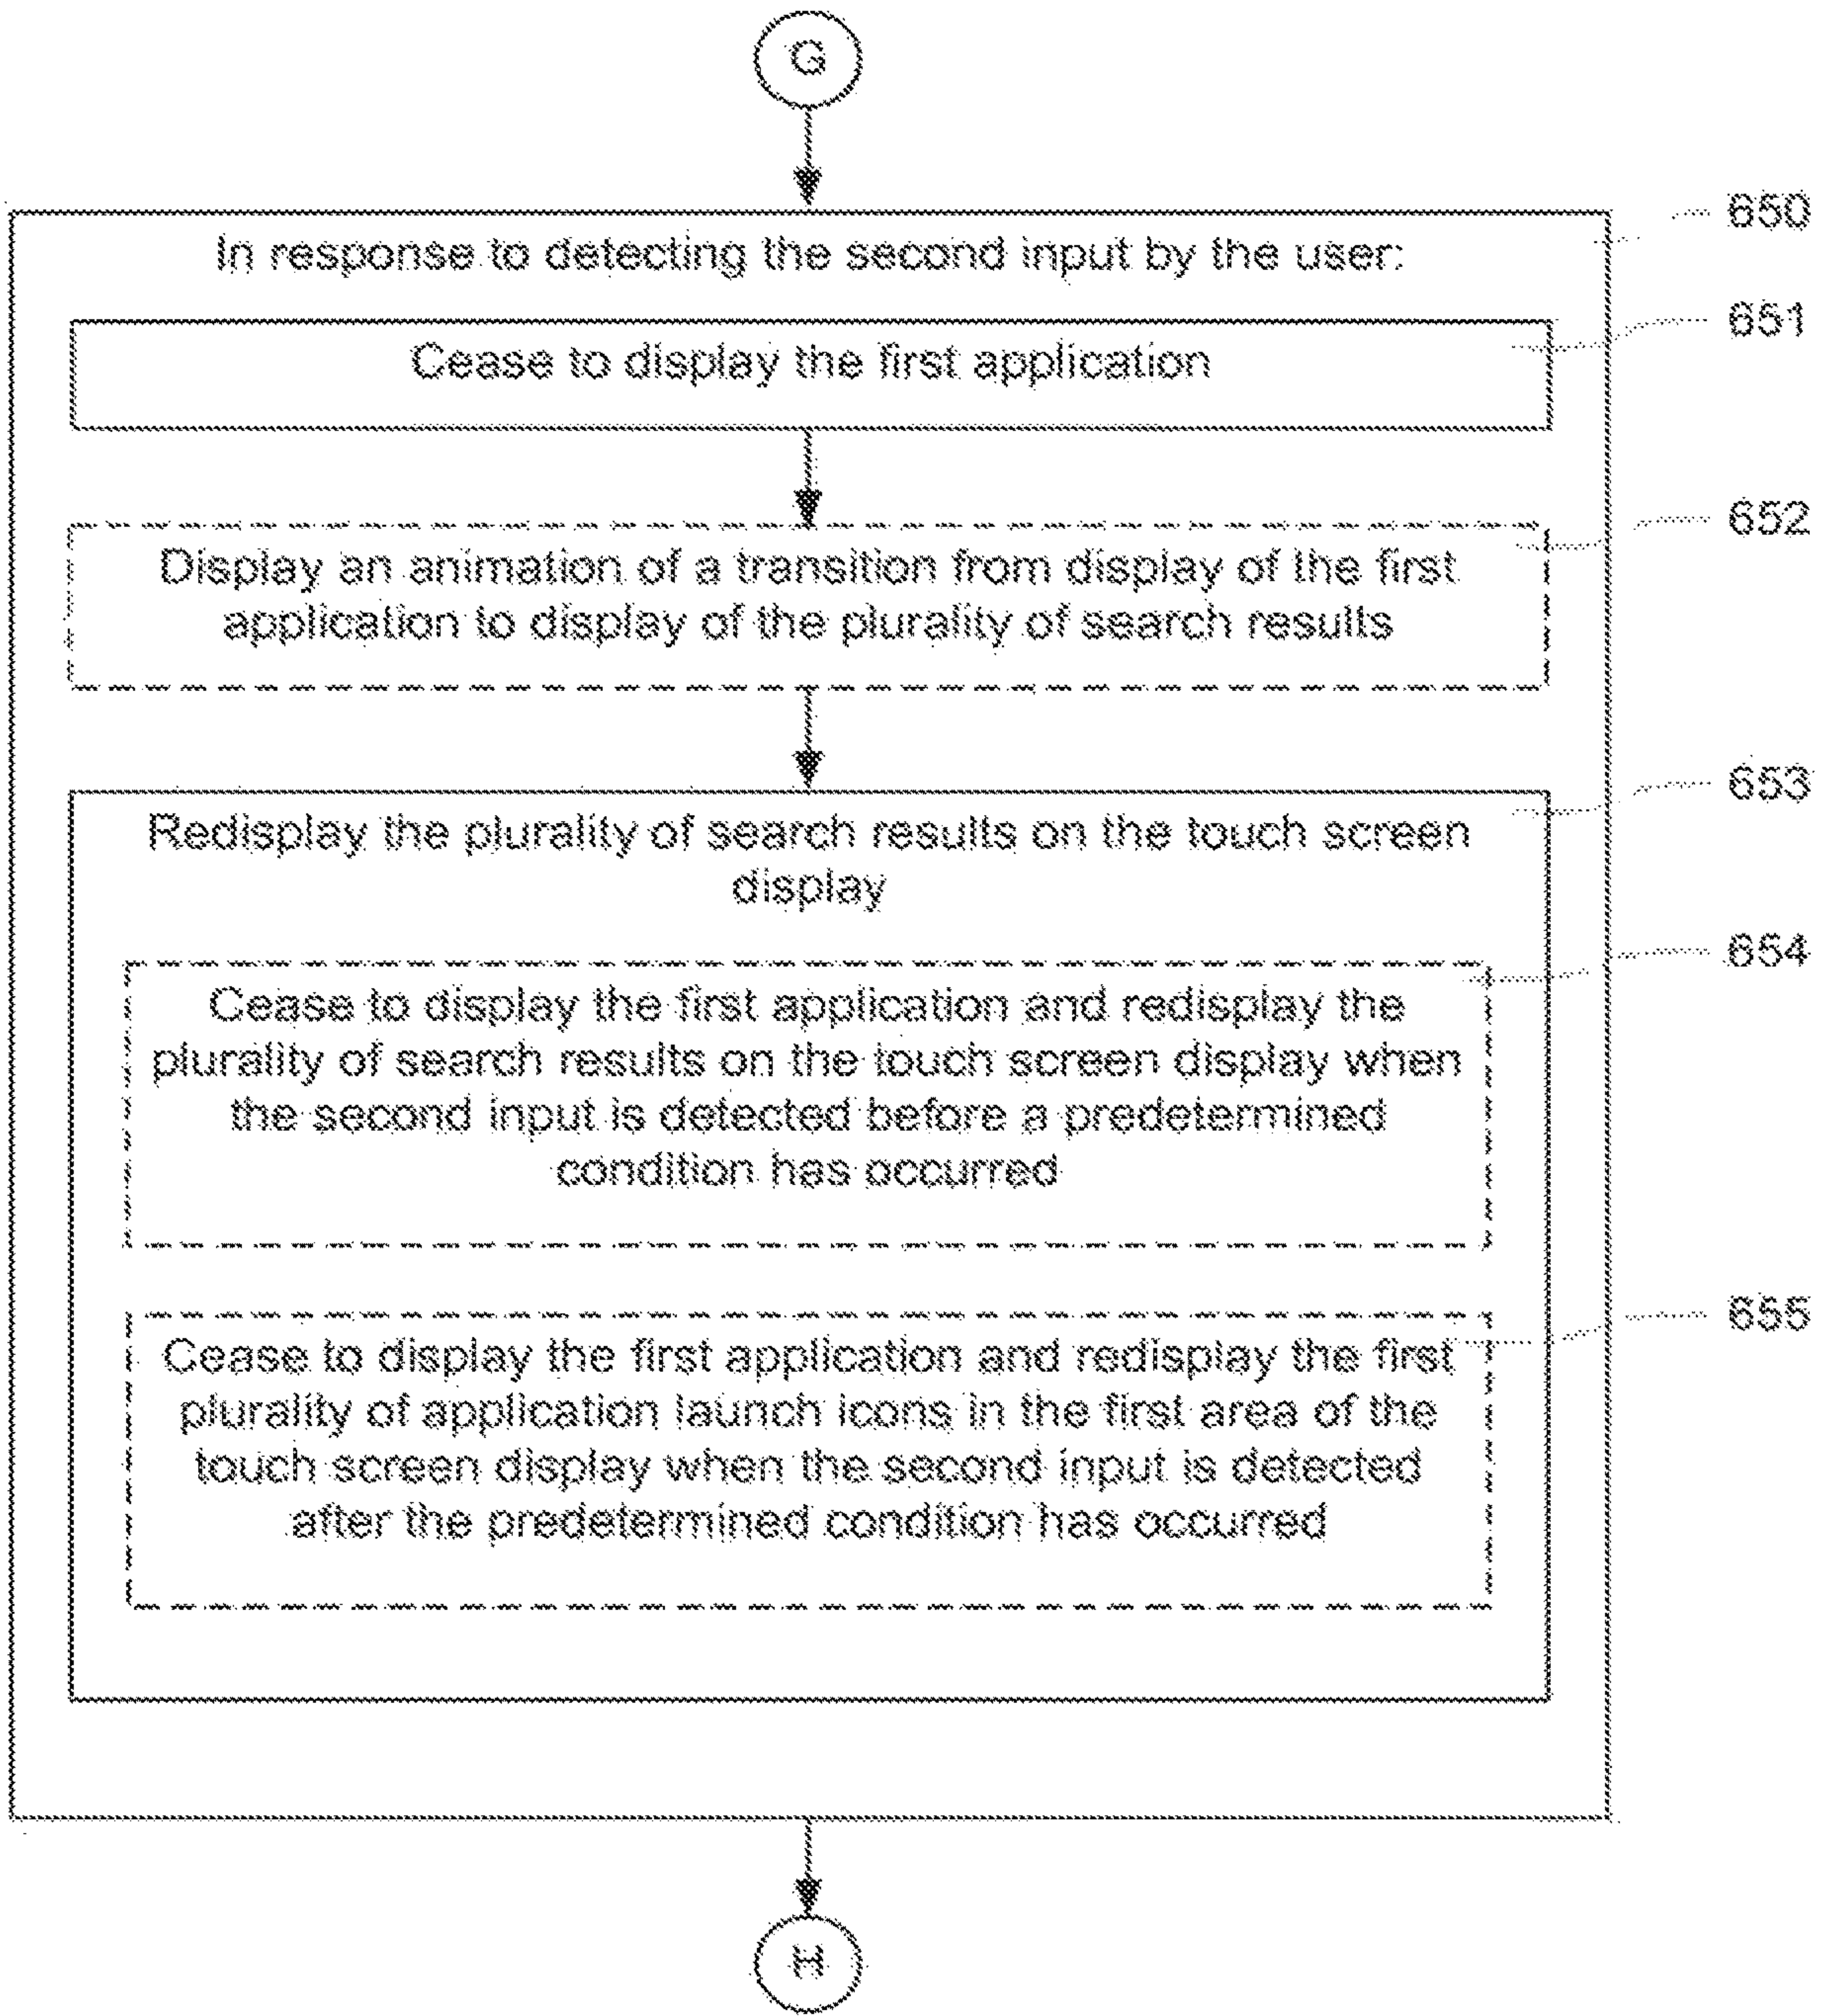 G
650
In response to detecting the second input by the user:
651
Cease to display the first application
652
Display an animation of a transition from display of the first
application to display of the plurality of search results
653
Redisplay the plurality of search results on the touch screen
display
654
Cease to display the first application and redisplay the
plurality of search results on the touch screen display when
the second input is detected before a predetermined
condition has occurred
655
Cease to display the first application and redisplay the first
plurality of application launch icons in the first area of the
touch screen display when the second input is detected
after the predetermined condition has occurred
H